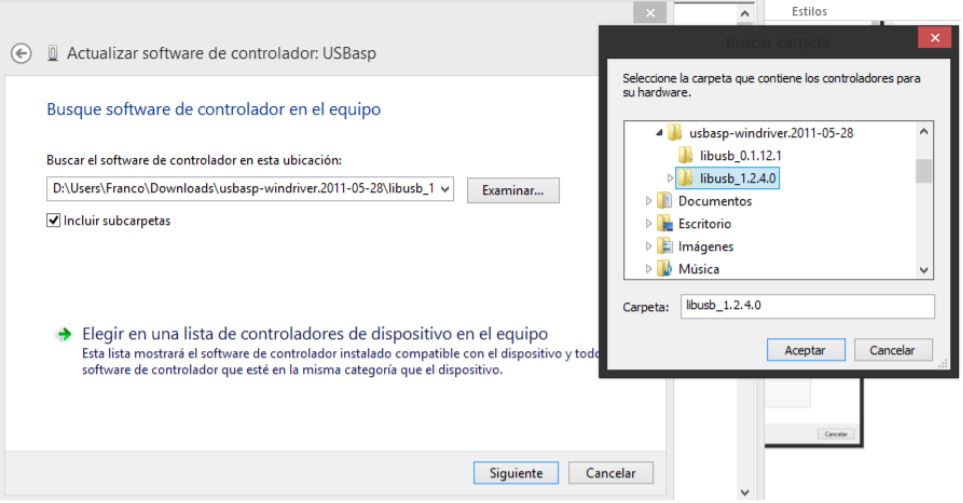 Estilos
Actualizar software de controlador: USBasp
Busque software de controlador en el equipo
Buscar el software de controlador en esta ubicación:
D:\Users\Franco\Downloads\usbasp-windriver.2011-05-28\libusb_1
Examinar...
Incluir subcarpetas
Elegir en una lista de controladores de dispositivo en el equipo
Esta lista mostrará el software de controlador instalado compatible con el dispositivo y todo
software de controlador que esté en la misma categoría que el dispositivo.
Siguiente
Cancelar
Buscar carpeta
Seleccione la carpeta que contiene los controladores para
su hardware.
usbasp-windriver.2011-05-28
libusb_0.1.12.1
libusb_1.2.4.0
Documentos
Escritorio
Imágenes
Música
Carpeta:
libusb_1.2.4.0
Aceptar
Cancelar
Cancelar